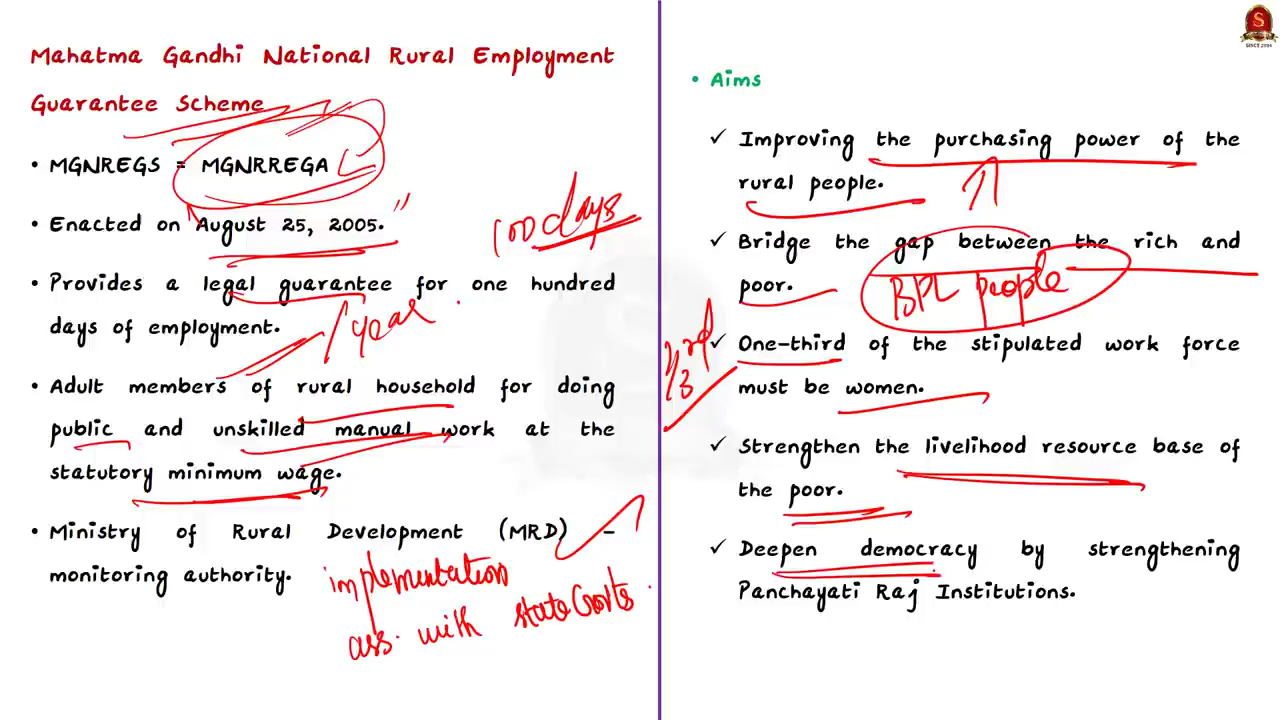 Mahatma Gandhi National Rural Employment
Guarantee Scheme
• MGNREGS = MGNRREGA
• Enacted on August 25, 2005.
100 days
• Provides a legal guarantee for one hundred
days of employment.
/ year
• Adult members of rural household for doing
public and unskilled manual work at the
statutory minimum wage.
• Ministry of Rural Development (MRD) –
monitoring authority.
implementation
ass. with state Govts.
S
SINCE 2004
• Aims
✓ Improving the purchasing power of the
rural people.
✓ Bridge the gap between the rich and
poor.
BPL people
1/3rd
✓ One-third of the stipulated work force
must be women.
✓ Strengthen the livelihood resource base of
the poor.
✓ Deepen democracy by strengthening
Panchayati Raj Institutions.